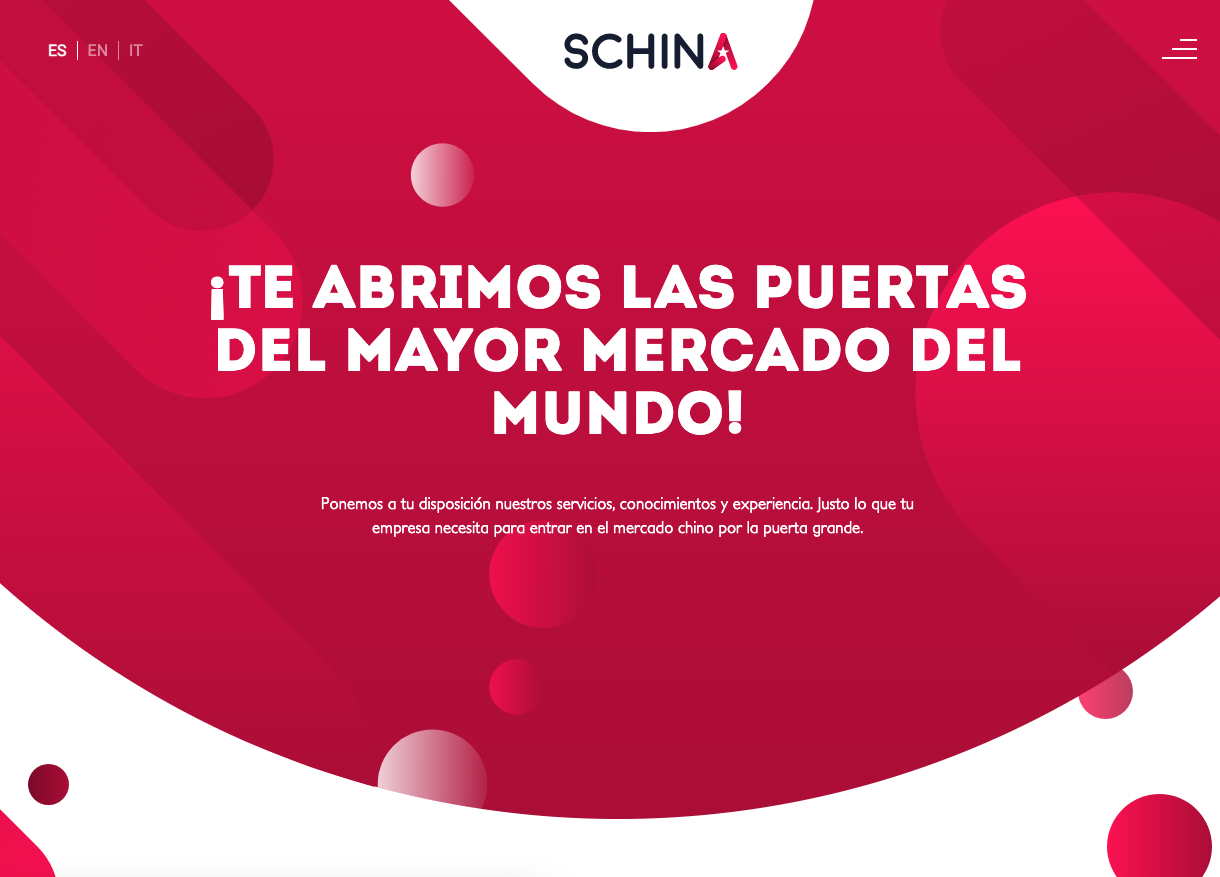 ES EN IT
SCHINA
¡TE ABRIMOS LAS PUERTAS
DEL MAYOR MERCADO DEL
MUNDO!
Ponemos a tu disposición nuestros servicios, conocimientos y experiencia. Justo lo que tu
empresa necesita para entrar en el mercado chino por la puerta grande.